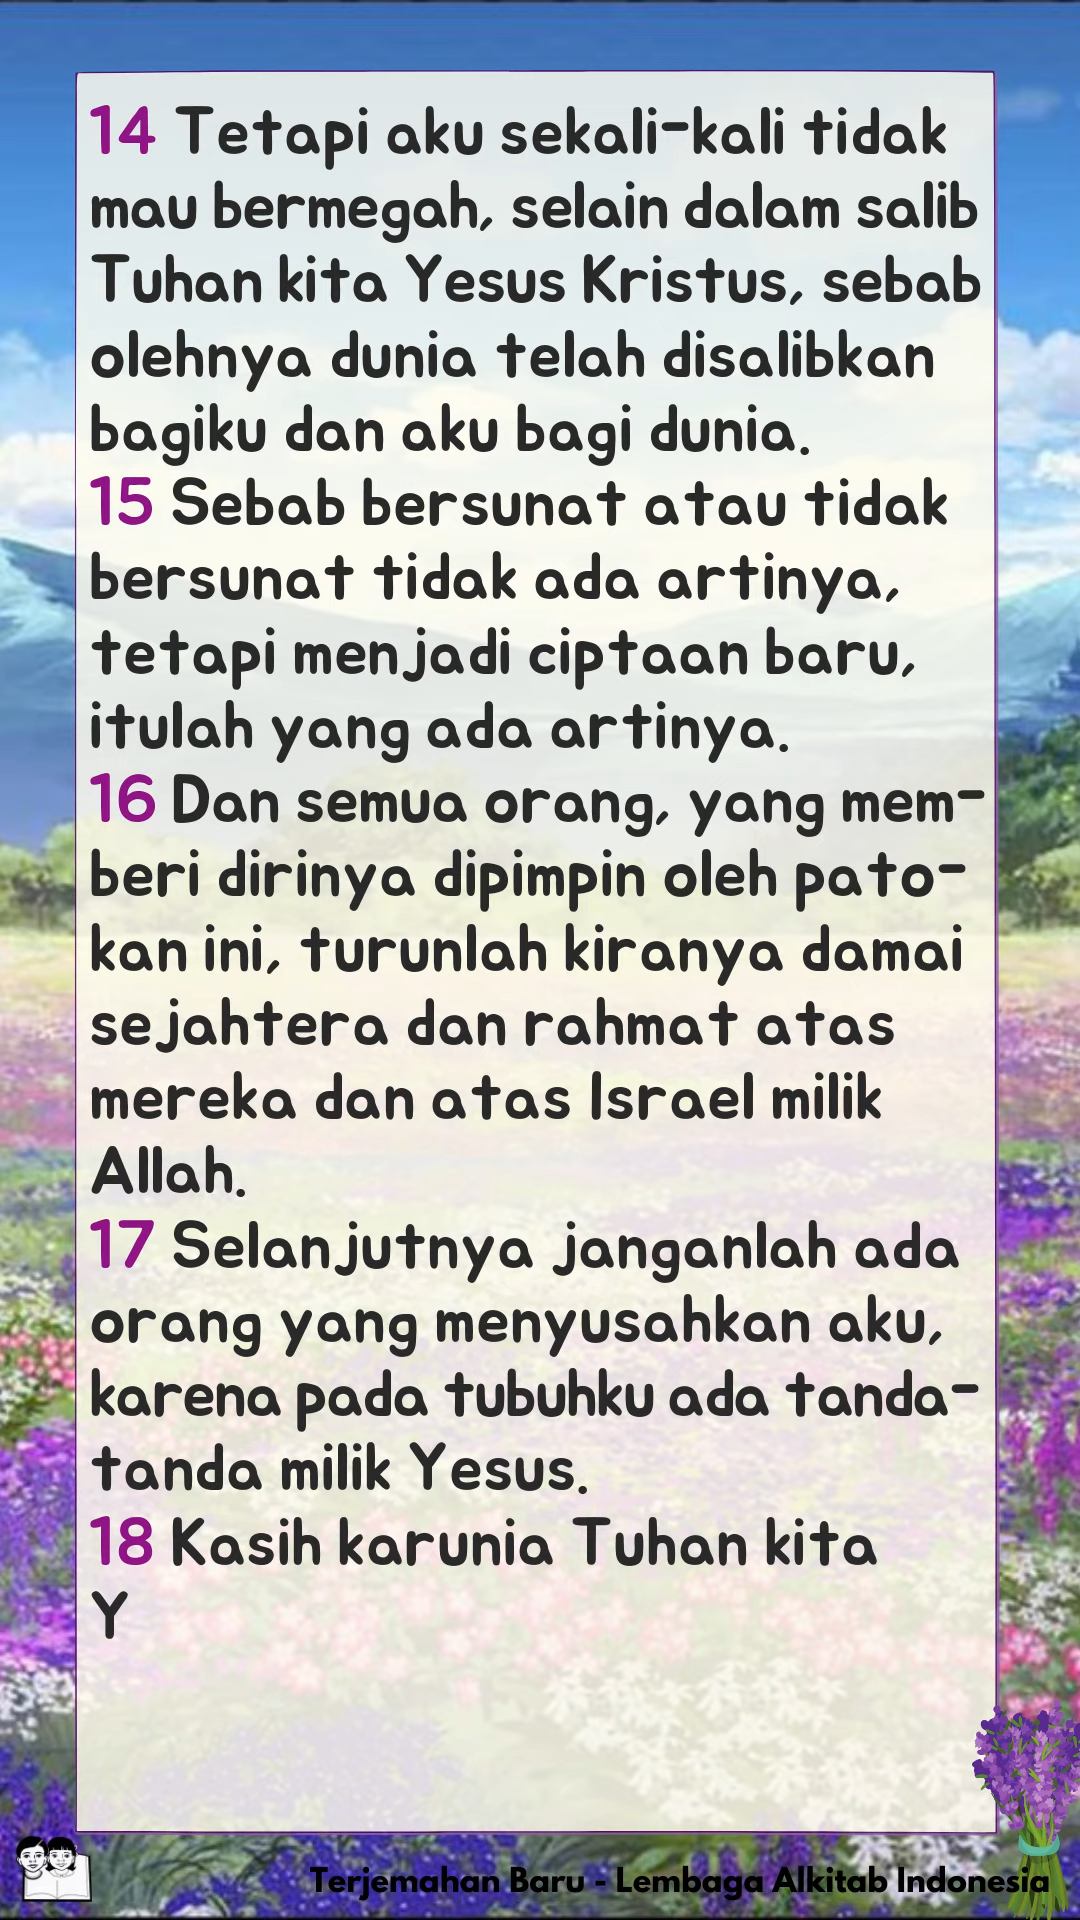 14 Tetapi aku sekali-kali tidak
mau bermegah, selain dalam salib
Tuhan kita Yesus Kristus, sebab
olehnya dunia telah disalibkan
bagiku dan aku bagi dunia.
15 Sebab bersunat atau tidak
bersunat tidak ada artinya,
tetapi menjadi ciptaan baru,
itulah yang ada artinya.
16 Dan semua orang, yang mem-
beri dirinya dipimpin oleh pato-
kan ini, turunlah kiranya damai
sejahtera dan rahmat atas
mereka dan atas Israel milik
Allah.
17 Selanjutnya janganlah ada
orang yang menyusahkan aku,
karena pada tubuhku ada tanda-
tanda milik Yesus.
18 Kasih karunia Tuhan kita
Y
Terjemahan Baru - Lembaga Alkitab Indonesia